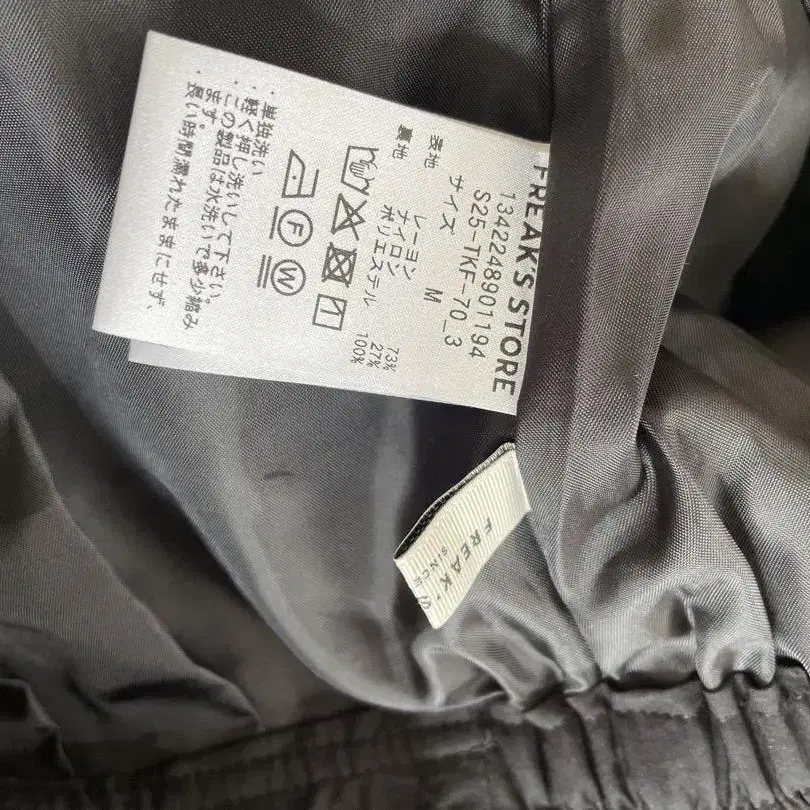 FREAK'S STORE
1342248901194
S25-TKF-70_3
サイズ M
表地 レーヨン 73%
ナイロン 27%
裏地 ポリエステル 100%
F
W
・単独洗い
・軽く押し洗いして下さい。
・この製品は水洗いで多少縮み
ます。
・長い時間濡れたままにせず、
FREAK'S
SINCE